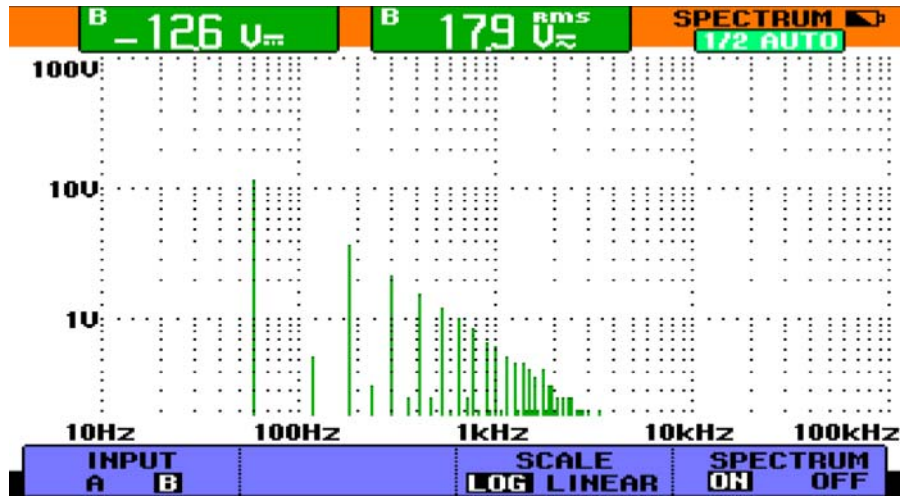 B -12.6 V⎓ B 17.9 rms V≂ SPECTRUM
1/2 AUTO
100V
10V
1V
10Hz 100Hz 1kHz 10kHz 100kHz
INPUT SCALE SPECTRUM
A B LOG LINEAR ON OFF